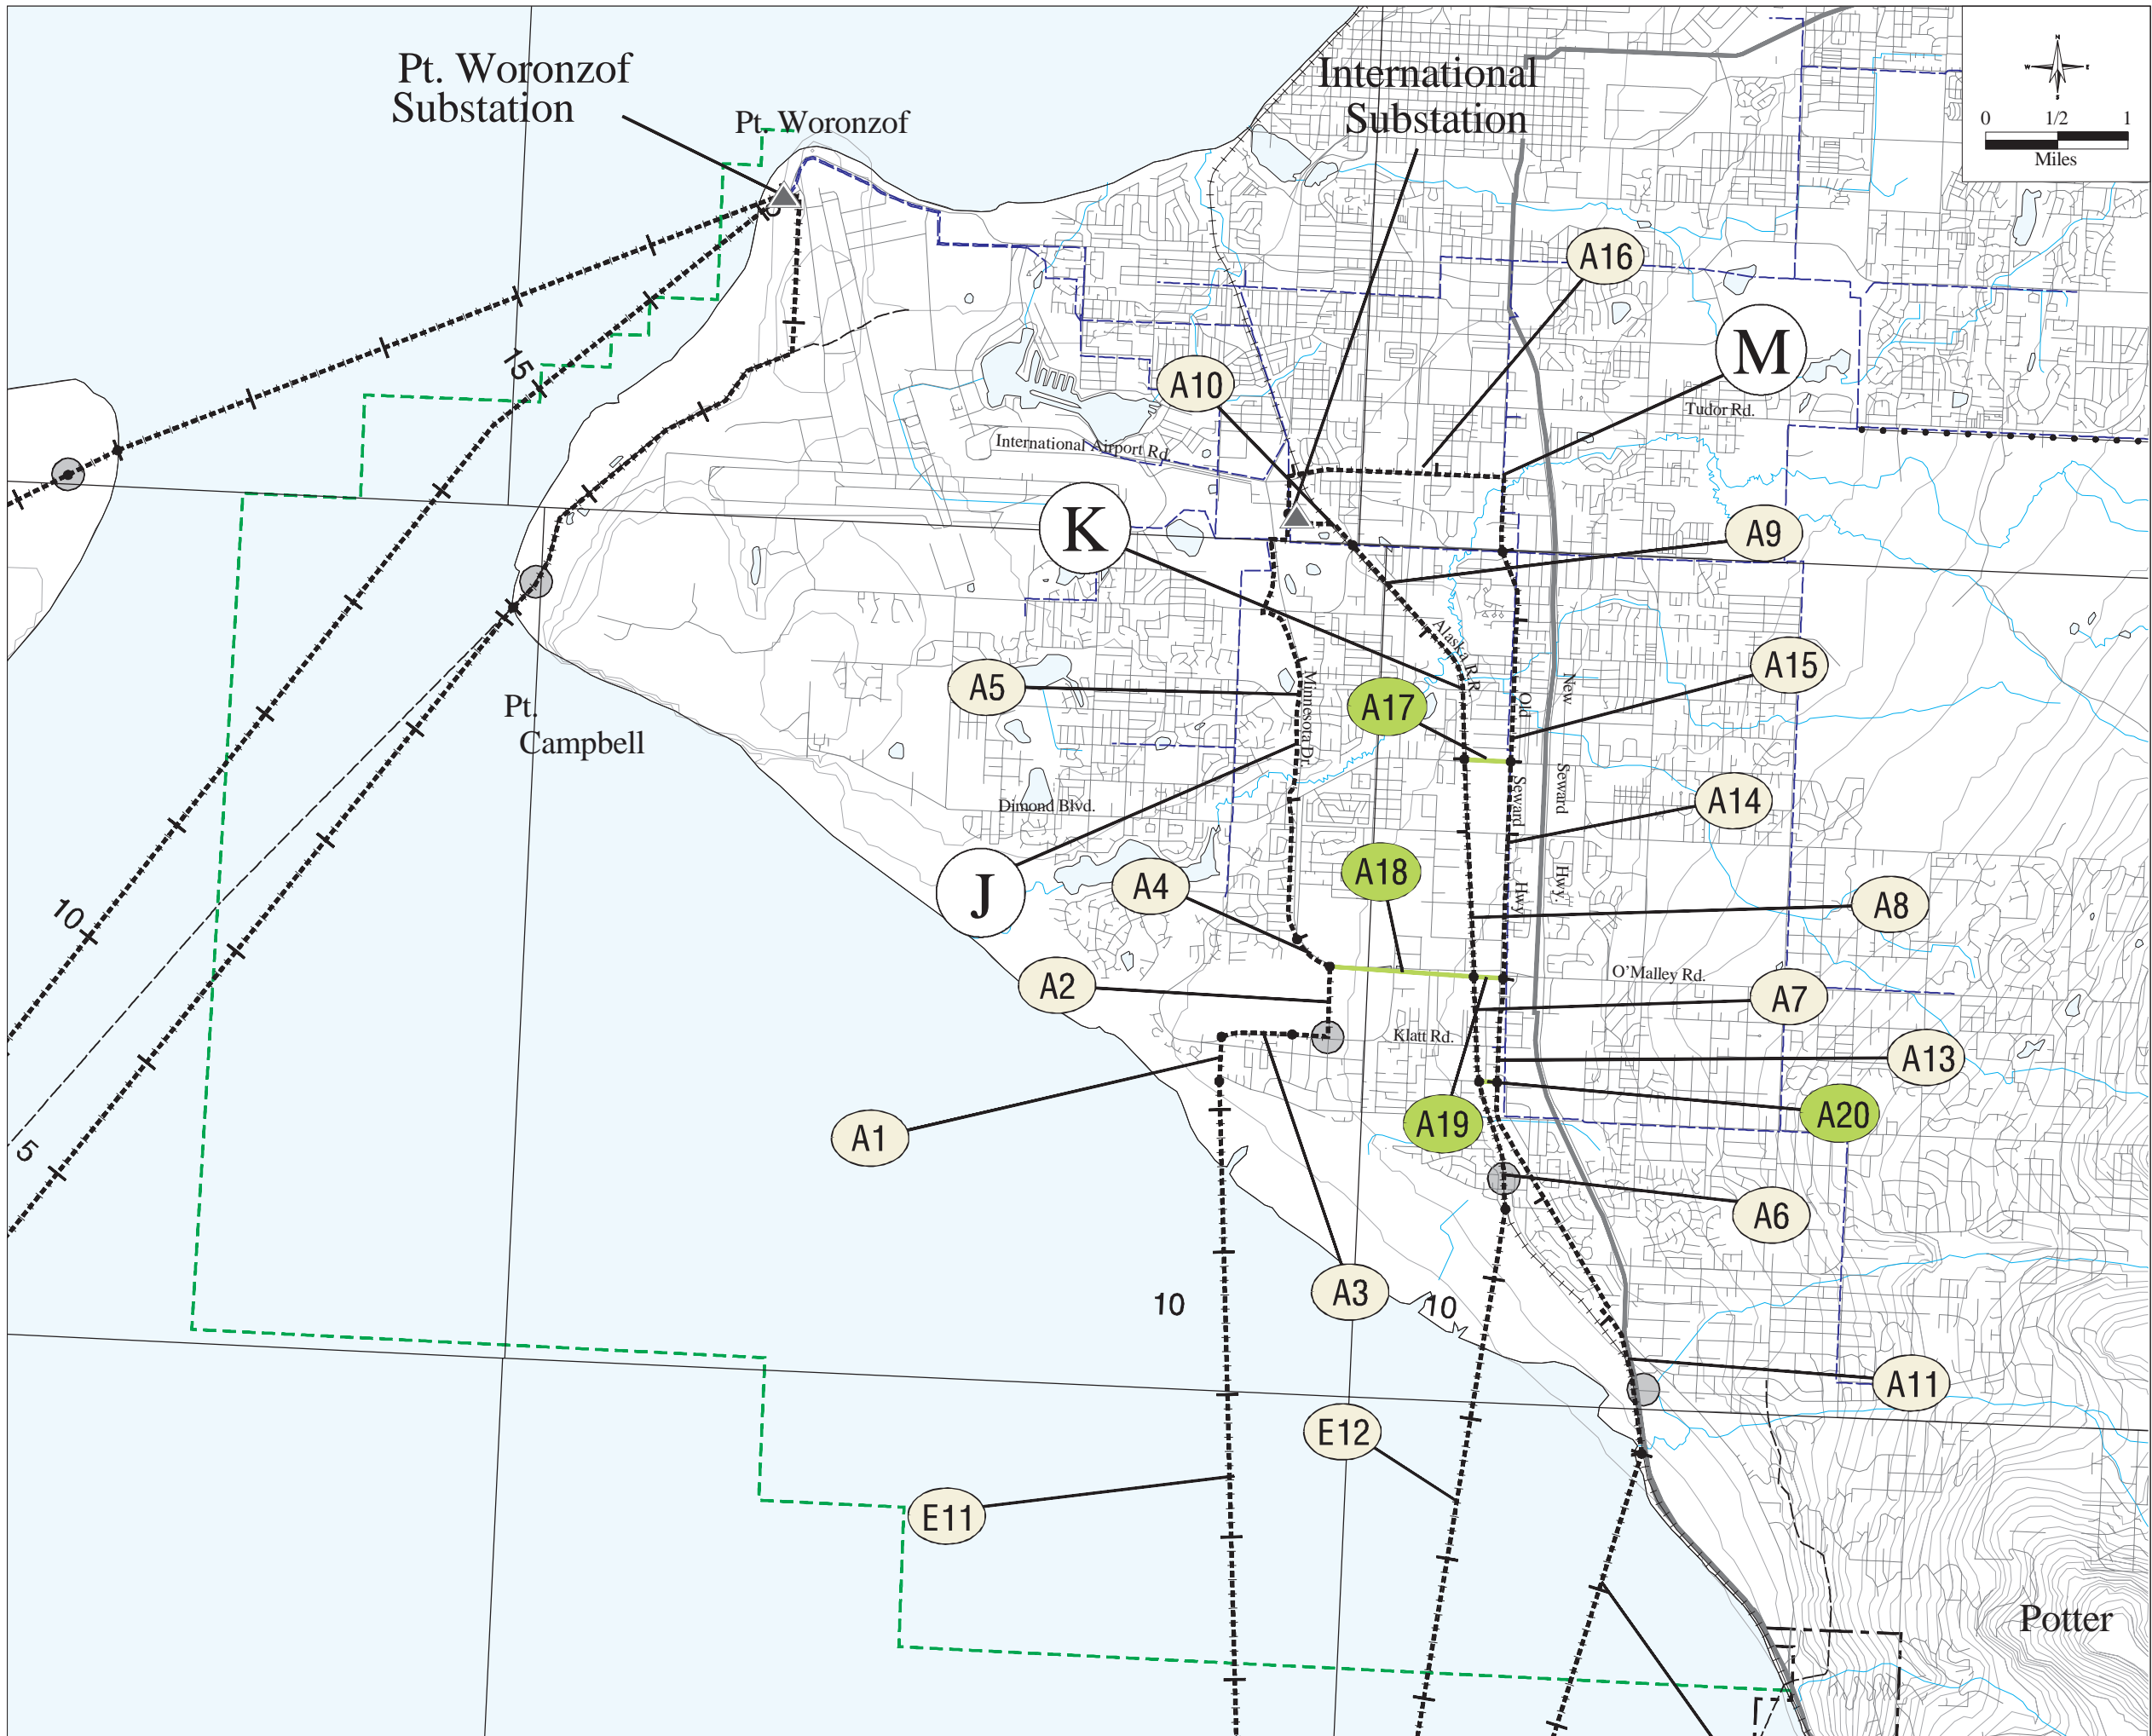 Pt. Woronzof
Substation
Pt. Woronzof
International
Substation
N
W E
S
0 1/2 1
Miles
A16
M
15
A10
Tudor Rd.
International Airport Rd.
K
A9
Alaska R.R.
A15
A5
A17
Minnesota Dr.
Old
Seward
Hwy
New
Seward
Hwy.
Pt.
Campbell
A14
Dimond Blvd.
A18
J
A4
A8
10
A2
O'Malley Rd.
A7
Klatt Rd.
A13
A1
A19
A20
5
A6
10
A3
10
A11
E12
E11
Potter